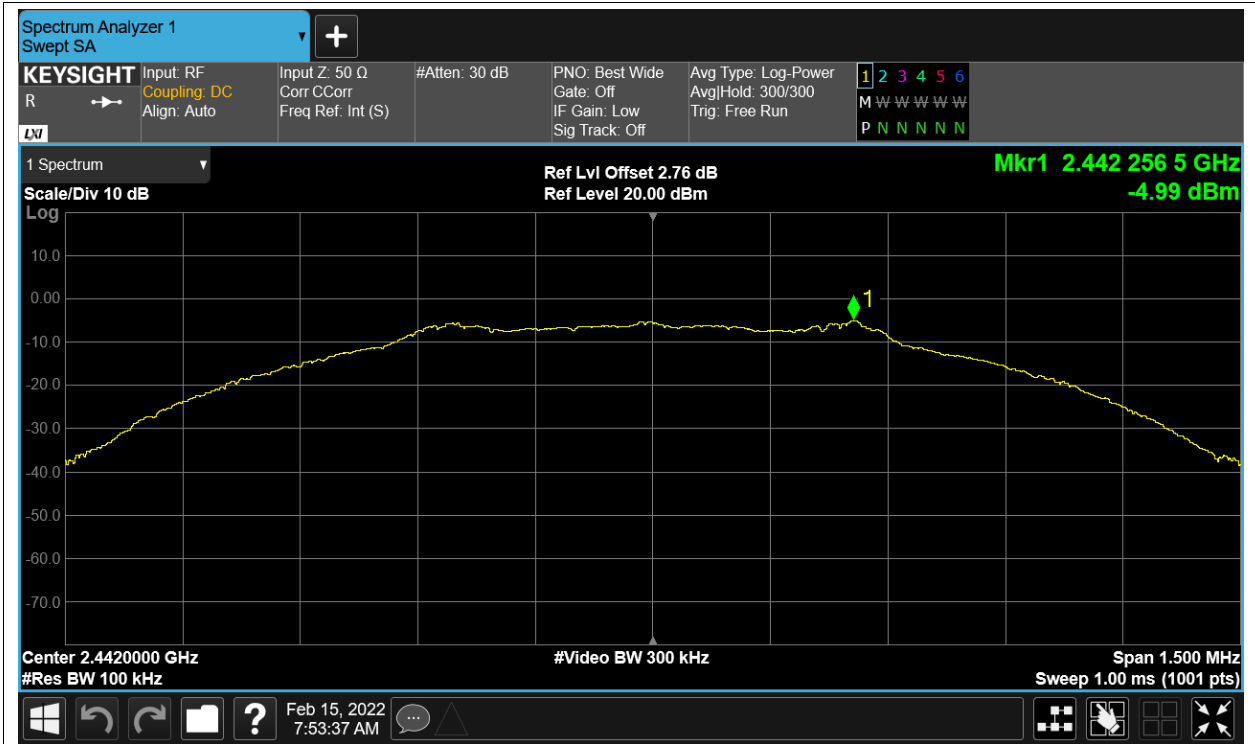 Spectrum Analyzer 1
Swept SA
KEYSIGHT
R
LXI
Input: RF
Coupling: DC
Align: Auto
Input Z: 50 Ω
Corr CCorr
Freq Ref: Int (S)
#Atten: 30 dB
PNO: Best Wide
Gate: Off
IF Gain: Low
Sig Track: Off
Avg Type: Log-Power
Avg|Hold: 300/300
Trig: Free Run
1 2 3 4 5 6
M W W W W W W
P N N N N N N
1 Spectrum
Scale/Div 10 dB
Ref Lvl Offset 2.76 dB
Ref Level 20.00 dBm
Mkr1 2.442 256 5 GHz
-4.99 dBm
Log
10.0
0.00
1
-10.0
-20.0
-30.0
-40.0
-50.0
-60.0
-70.0
Center 2.4420000 GHz
#Res BW 100 kHz
#Video BW 300 kHz
Span 1.500 MHz
Sweep 1.00 ms (1001 pts)
?
Feb 15, 2022
7:53:37 AM